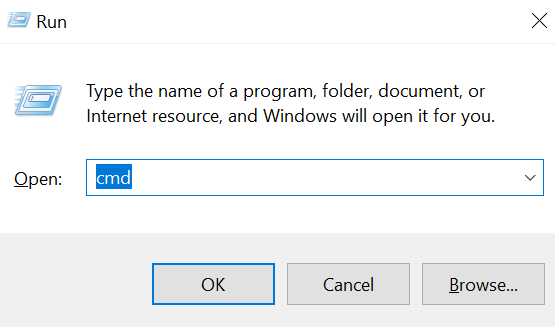 Run
Type the name of a program, folder, document, or
Internet resource, and Windows will open it for you.
Open: cmd
OK Cancel Browse...